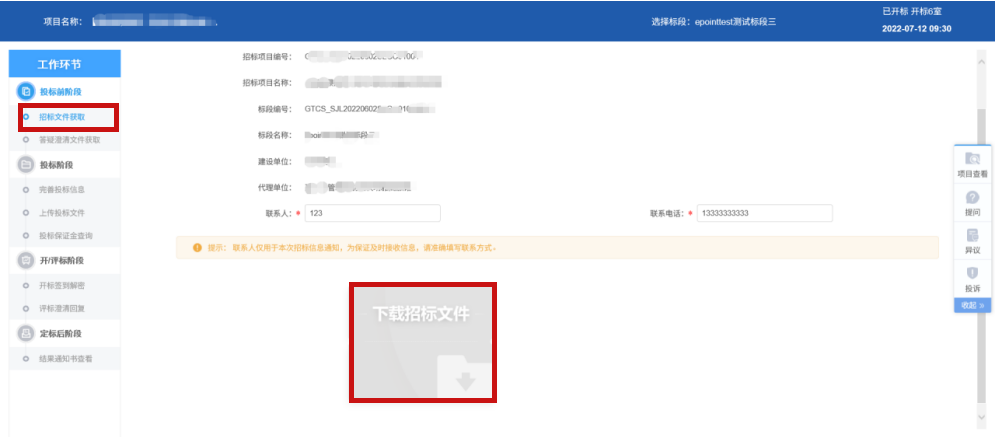 项目名称：
选择标段： epointtest测试标段三
已开标 开标6室
2022-07-12 09:30
工作环节
投标前阶段
招标文件获取
答疑澄清文件获取
投标阶段
完善投标信息
上传投标文件
投标保证金查询
开/评标阶段
开标签到解密
评标澄清回复
定标后阶段
结果通知书查看
招标项目编号：
招标项目名称：
标段编号： GTCS_SJL202206025
标段名称：
建设单位：
代理单位：
联系人：* 123
联系电话：* 13333333333
提示： 联系人仅用于本次招标信息通知，为保证及时接收信息，请准确填写联系方式。
下载招标文件
项目查看
提问
异议
投诉
收起 »